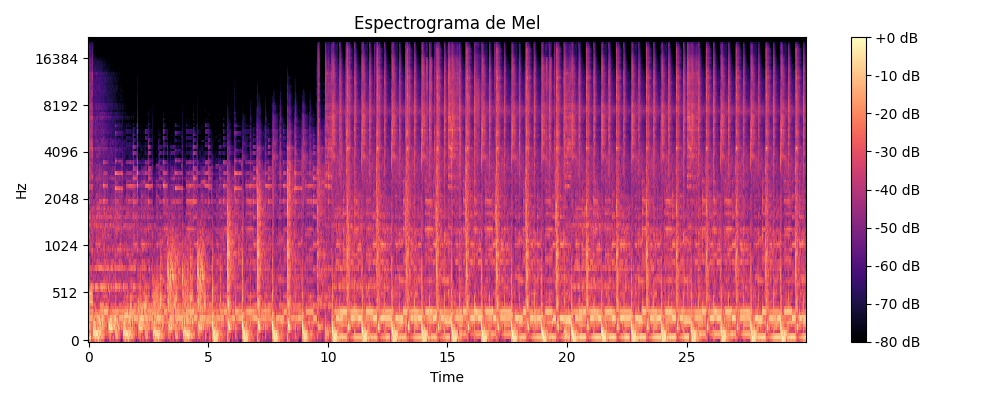 Espectrograma de Mel
Hz
16384
8192
4096
2048
1024
512
0
0 5 10 15 20 25
Time
+0 dB
-10 dB
-20 dB
-30 dB
-40 dB
-50 dB
-60 dB
-70 dB
-80 dB